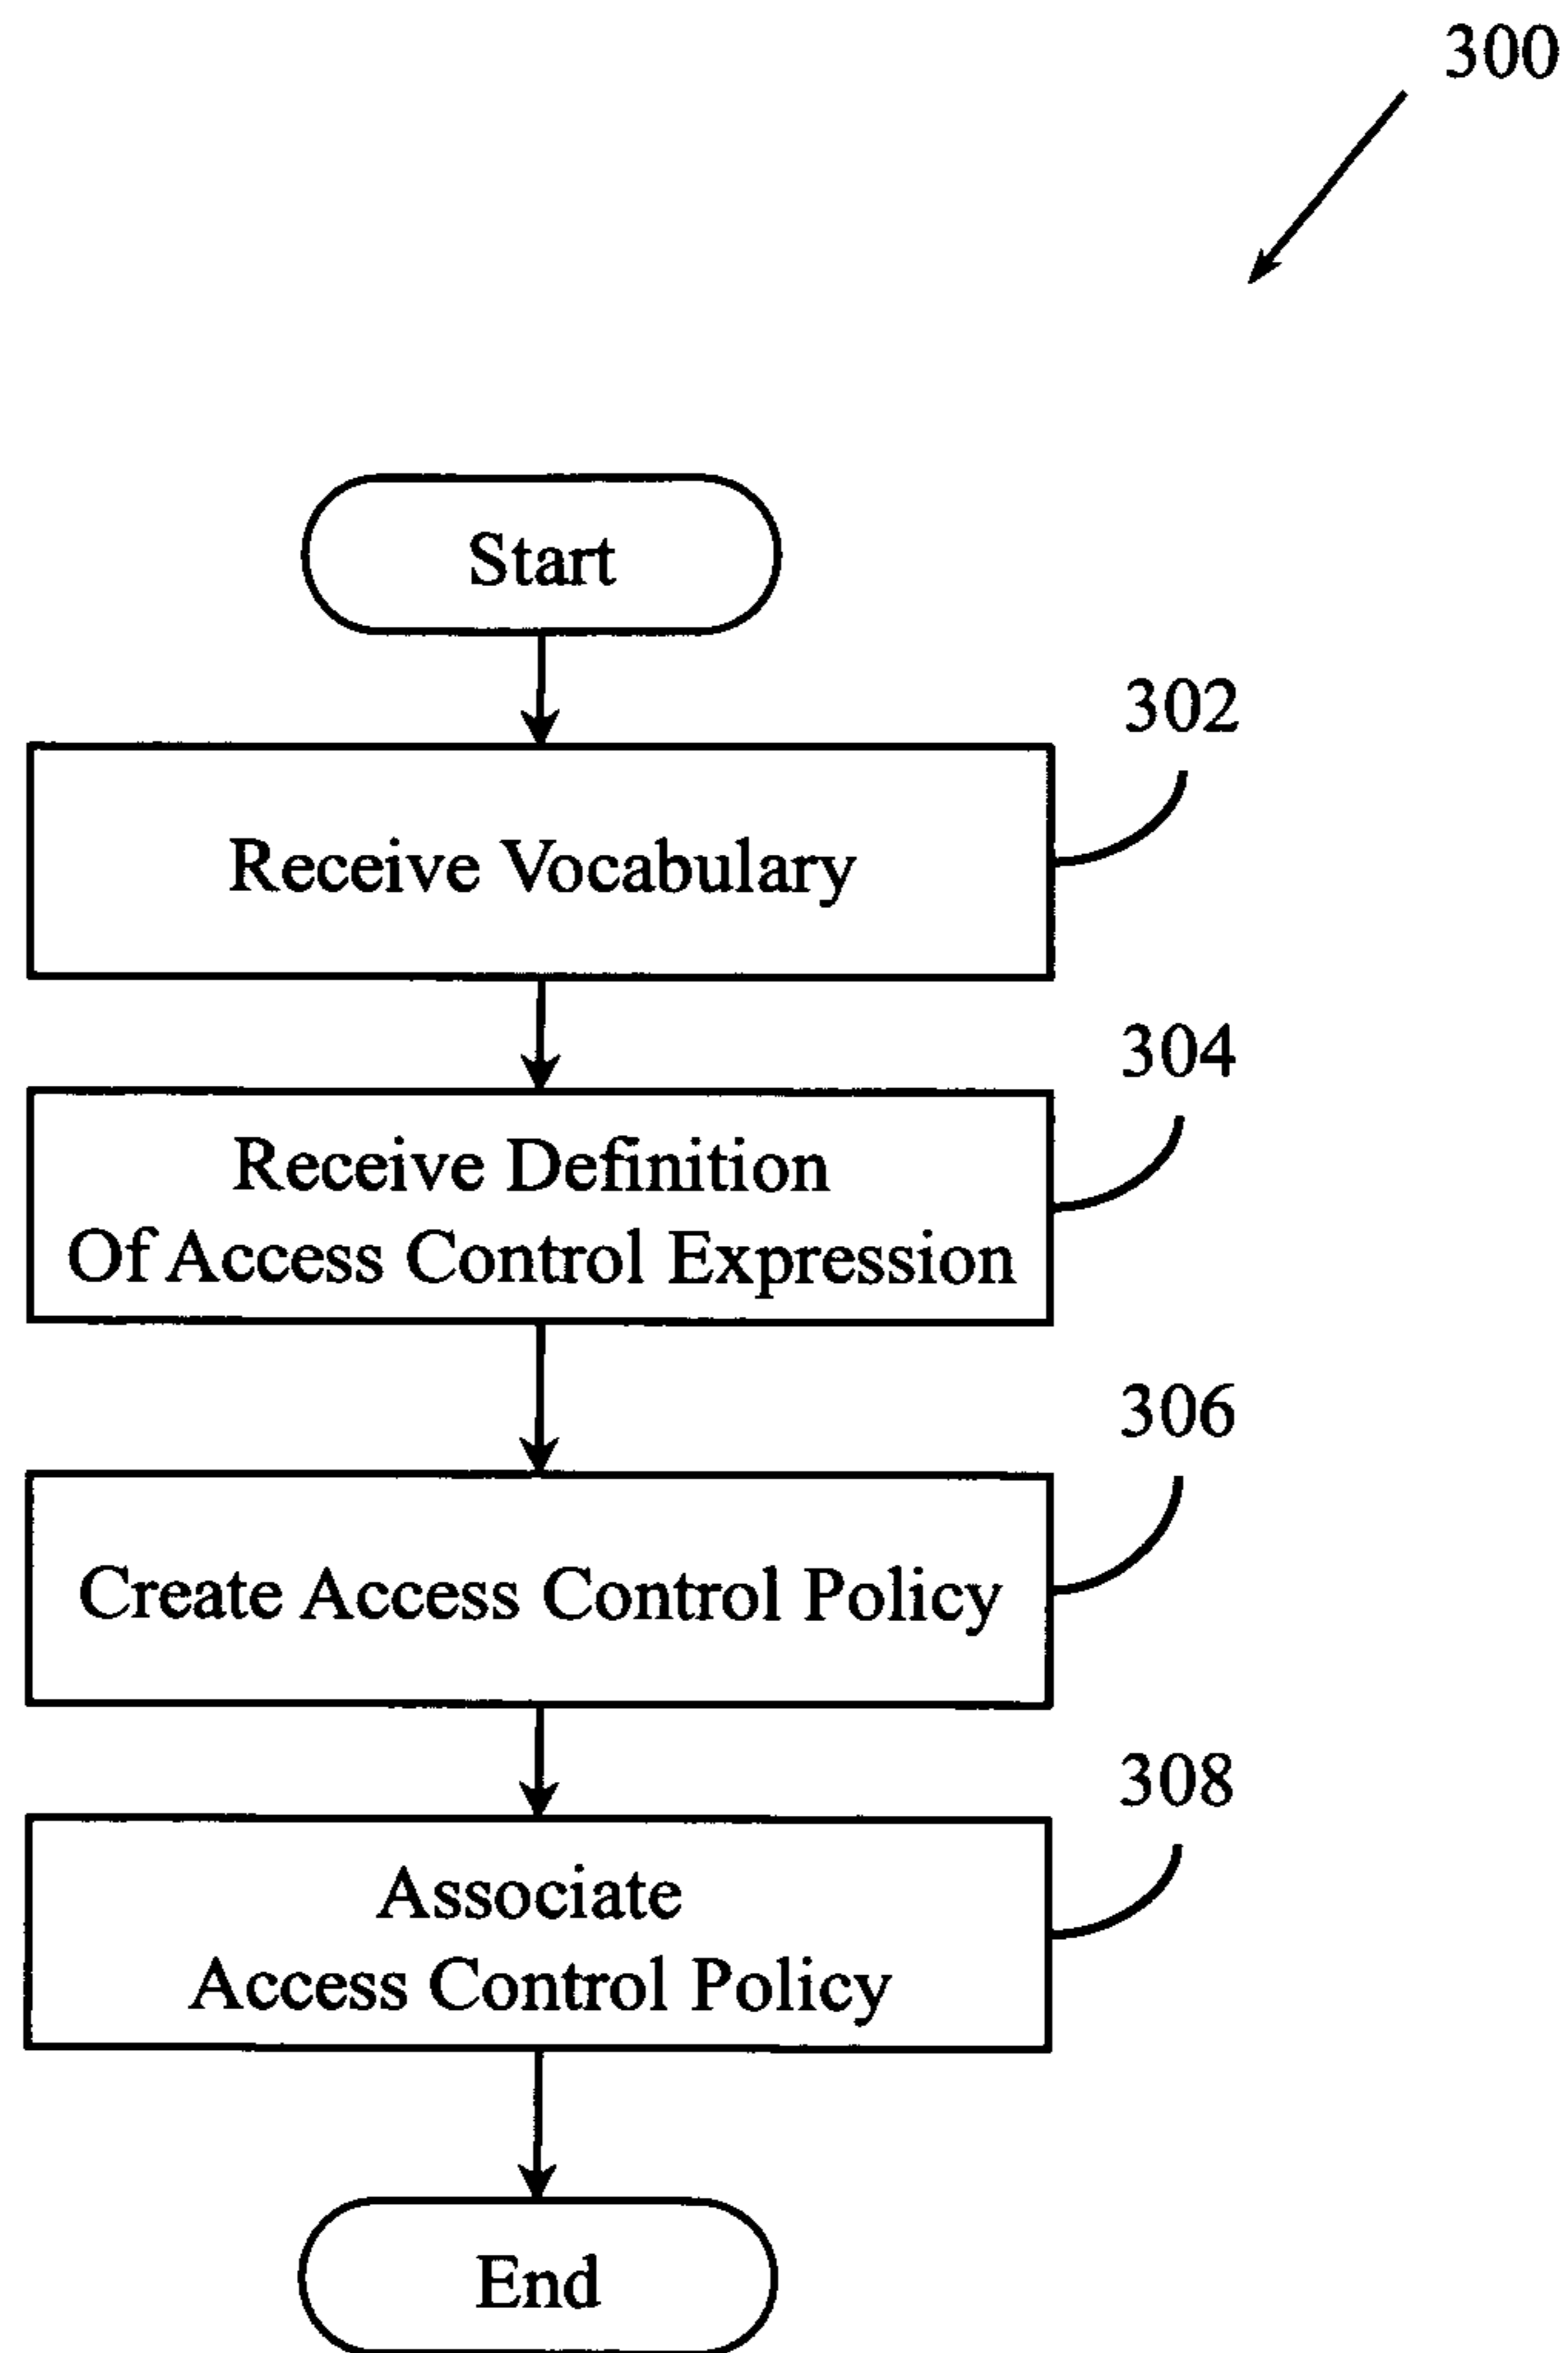 300
Start
302
Receive Vocabulary
304
Receive Definition
Of Access Control Expression
306
Create Access Control Policy
308
Associate
Access Control Policy
End